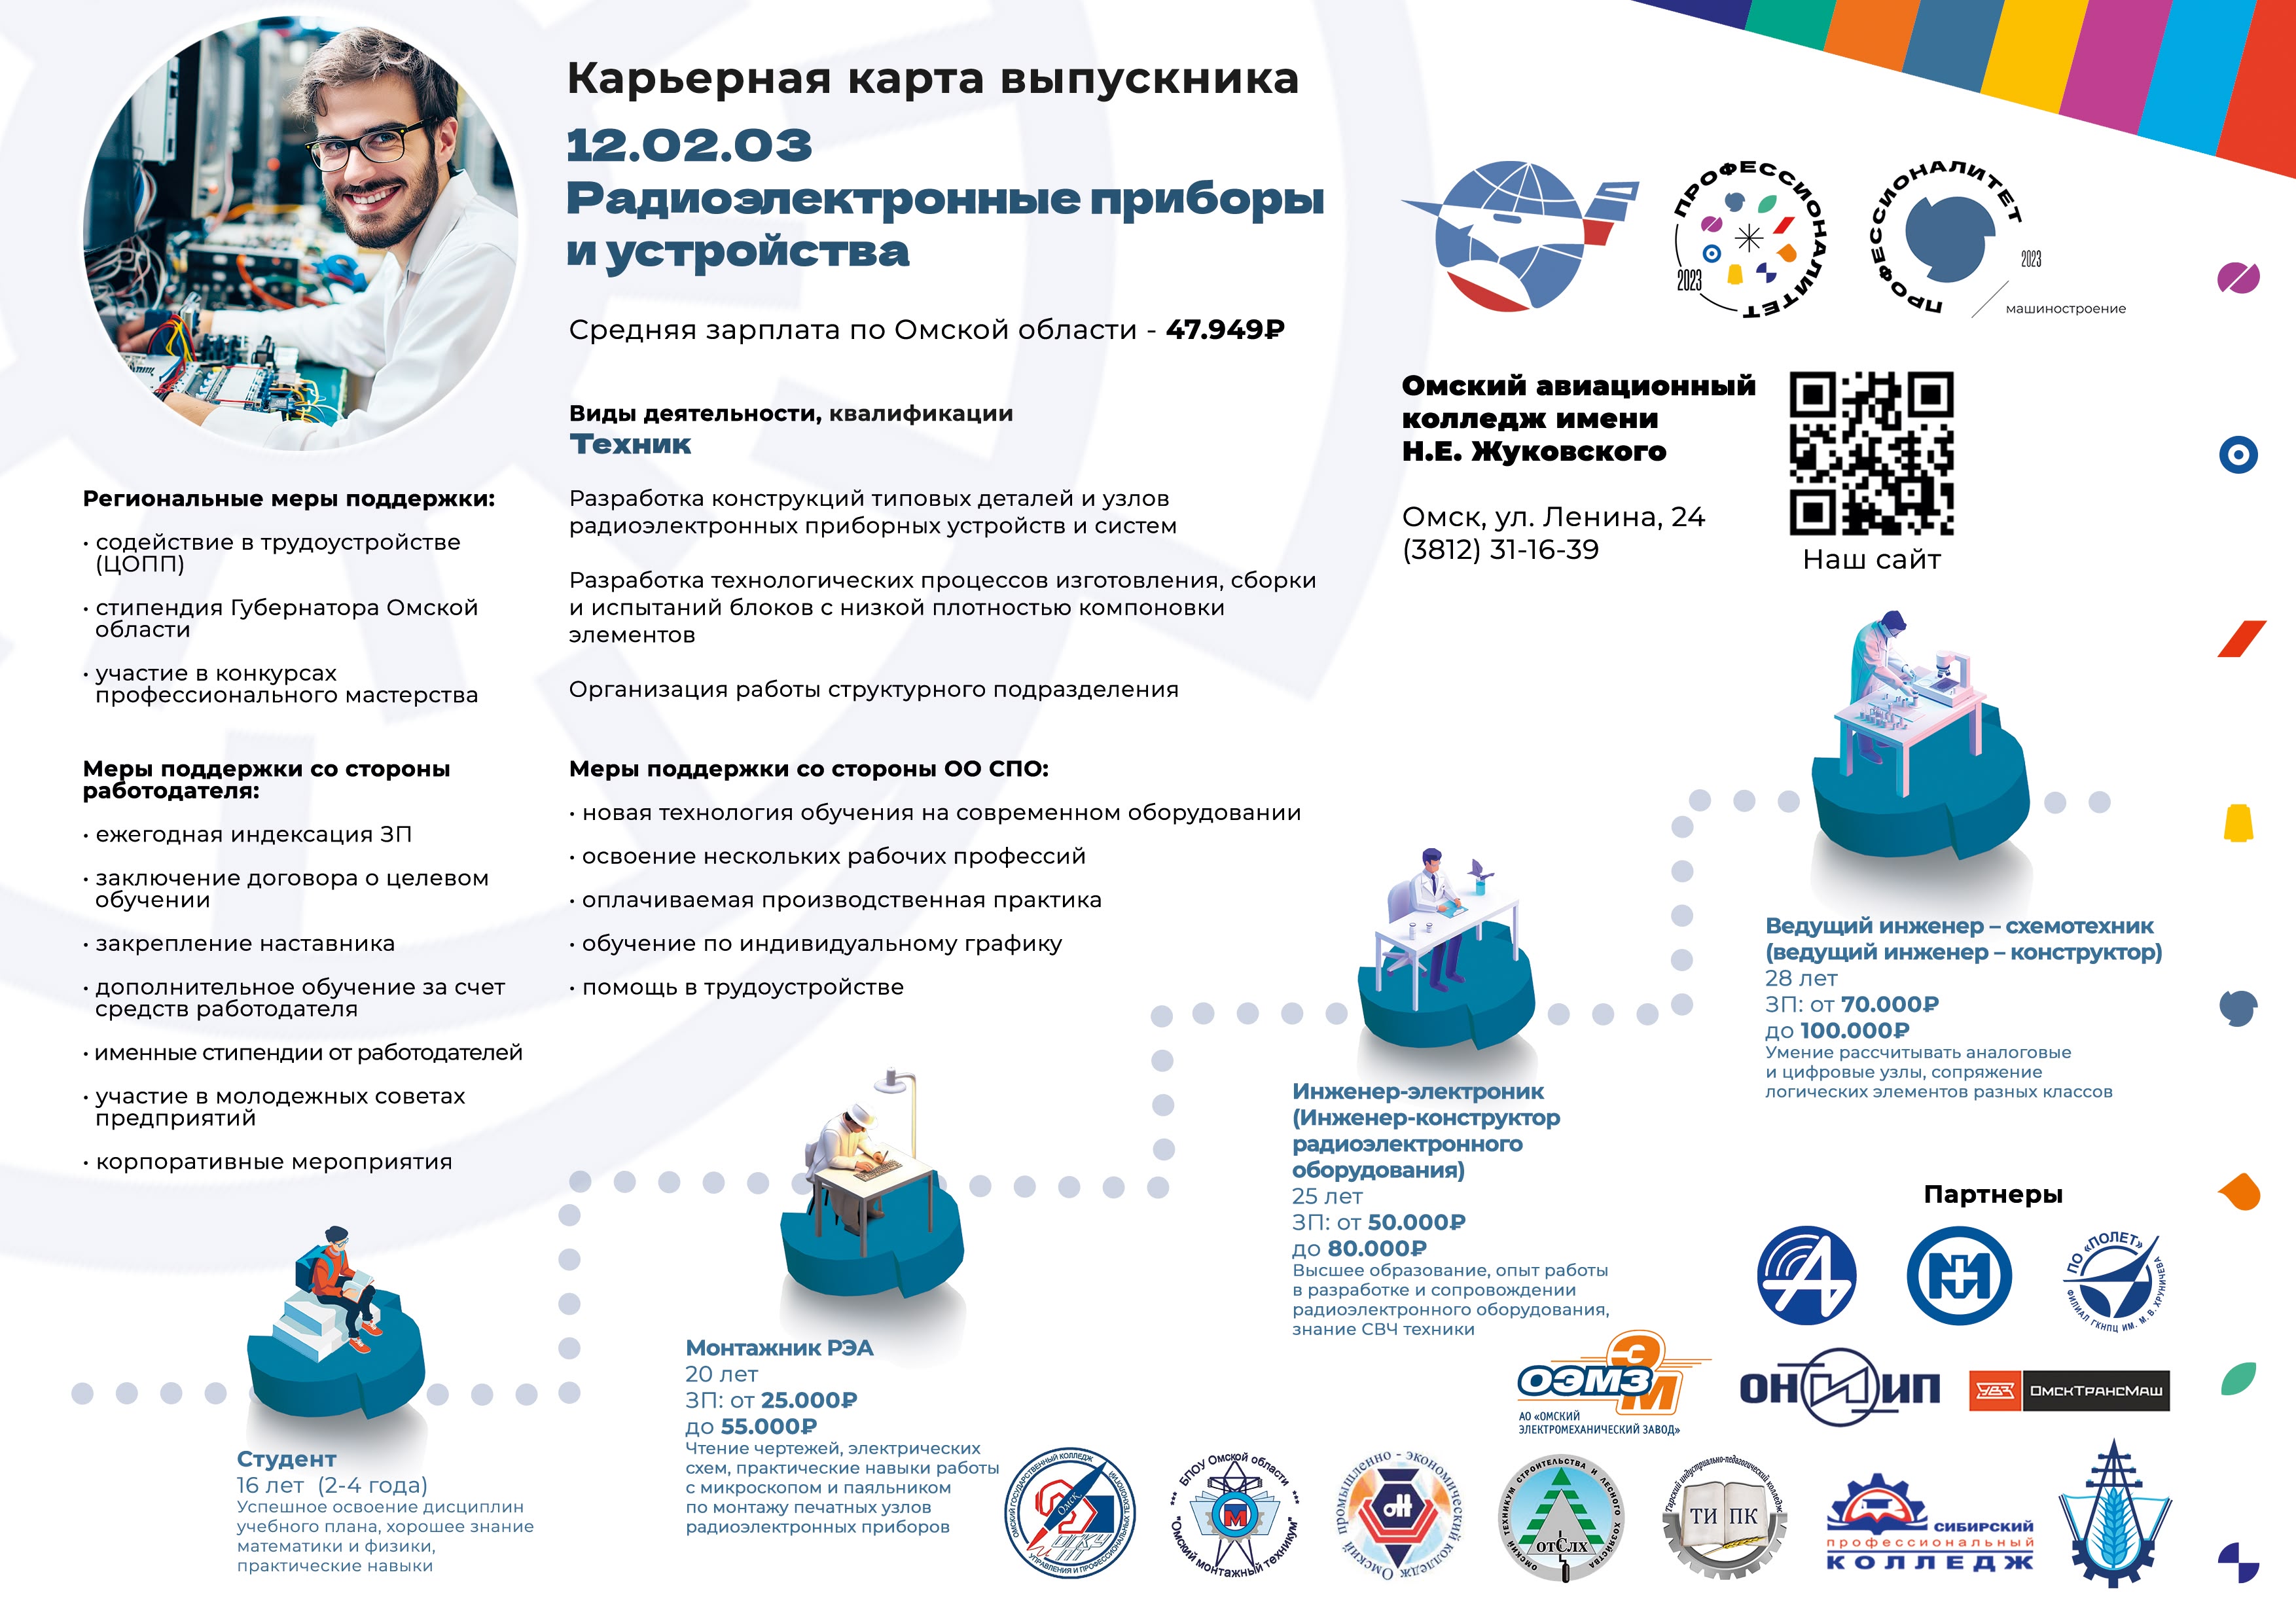 Карьерная карта выпускника
12.02.03
Радиоэлектронные приборы
и устройства
Средняя зарплата по Омской области - 47.949₽
Виды деятельности, квалификации
Техник
Разработка конструкций типовых деталей и узлов
радиоэлектронных приборных устройств и систем
Разработка технологических процессов изготовления, сборки
и испытаний блоков с низкой плотностью компоновки
элементов
Организация работы структурного подразделения
ПРОФЕССИОНАЛИТЕТ
2023
ПРОФЕССИОНАЛИТЕТ
2023
машиностроение
Омский авиационный
колледж имени
Н.Е. Жуковского
Омск, ул. Ленина, 24
(3812) 31-16-39
Наш сайт
Региональные меры поддержки:
• содействие в трудоустройстве
(ЦОПП)
• стипендия Губернатора Омской
области
• участие в конкурсах
профессионального мастерства
Меры поддержки со стороны
работодателя:
• ежегодная индексация ЗП
• заключение договора о целевом
обучении
• закрепление наставника
• дополнительное обучение за счет
средств работодателя
• именные стипендии от работодателей
• участие в молодежных советах
предприятий
• корпоративные мероприятия
Меры поддержки со стороны ОО СПО:
• новая технология обучения на современном оборудовании
• освоение нескольких рабочих профессий
• оплачиваемая производственная практика
• обучение по индивидуальному графику
• помощь в трудоустройстве
Студент
16 лет (2-4 года)
Успешное освоение дисциплин
учебного плана, хорошее знание
математики и физики,
практические навыки
Монтажник РЭА
20 лет
ЗП: от 25.000₽
до 55.000₽
Чтение чертежей, электрических
схем, практические навыки работы
с микроскопом и паяльником
по монтажу печатных узлов
радиоэлектронных приборов
Инженер-электроник
(Инженер-конструктор
радиоэлектронного
оборудования)
25 лет
ЗП: от 50.000₽
до 80.000₽
Высшее образование, опыт работы
в разработке и сопровождении
радиоэлектронного оборудования,
знание СВЧ техники
Ведущий инженер – схемотехник
(ведущий инженер – конструктор)
28 лет
ЗП: от 70.000₽
до 100.000₽
Умение рассчитывать аналоговые
и цифровые узлы, сопряжение
логических элементов разных классов
Партнеры
ПО «ПОЛЕТ»
ФИЛИАЛ ГКНПЦ ИМ. М. В. ХРУНИЧЕВА
ОЭМЗ
ЭСМ
АО «ОМСКИЙ
ЭЛЕКТРОМЕХАНИЧЕСКИЙ ЗАВОД»
ОНИИП
УВЗ ОМСКТРАНСМАШ
ОМСКИЙ ГОСУДАРСТВЕННЫЙ КОЛЛЕДЖ
УПРАВЛЕНИЯ И ПРОФЕССИОНАЛЬНЫХ ТЕХНОЛОГИЙ
Омск
*** БПОУ Омской области ***
"Омский монтажный техникум"
М
Омский промышленно - экономический колледж
ОМСКИЙ ТЕХНИКУМ СТРОИТЕЛЬСТВА И ЛЕСНОГО ХОЗЯЙСТВА
отСлх
Тарский индустриально-педагогический колледж
ТИ ПК
СИБИРСКИЙ
профессиональный
КОЛЛЕДЖ